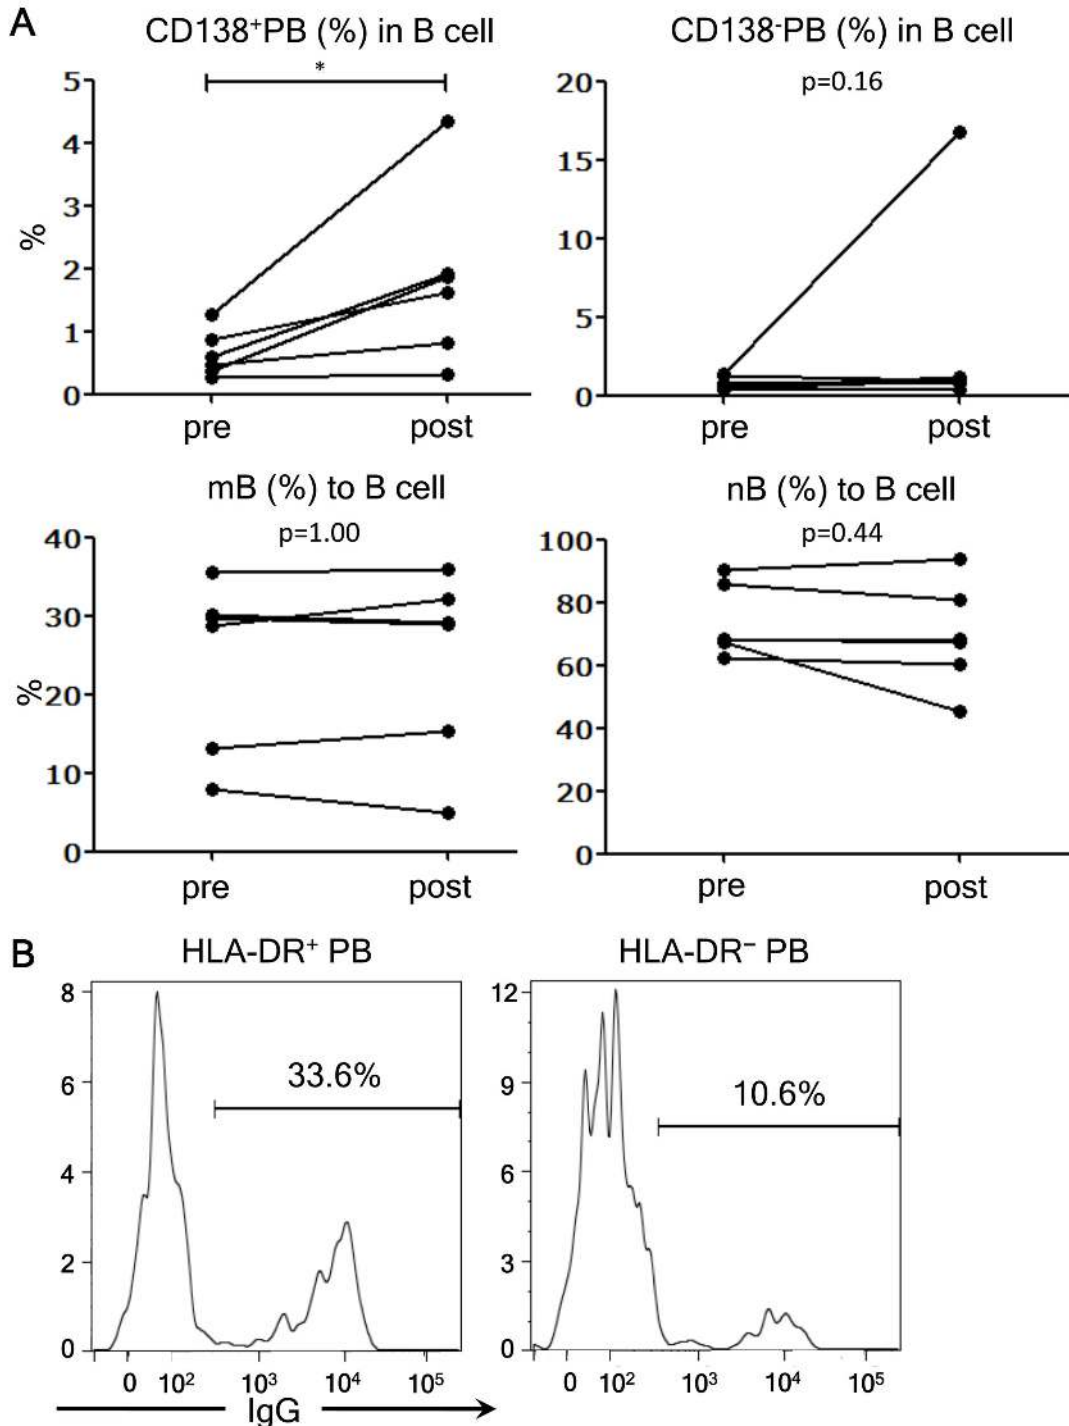 A
CD138⁺PB (%) in B cell
*
5
4
3
2
1
0
%
pre
post
CD138⁻PB (%) in B cell
p=0.16
20
15
10
5
0
pre
post
mB (%) to B cell
p=1.00
40
30
20
10
0
%
pre
post
nB (%) to B cell
p=0.44
100
80
60
40
20
0
pre
post
B
HLA-DR⁺ PB
8
6
4
2
0
33.6%
0 10² 10³ 10⁴ 10⁵
IgG
HLA-DR⁻ PB
12
9
6
3
0
10.6%
0 10² 10³ 10⁴ 10⁵